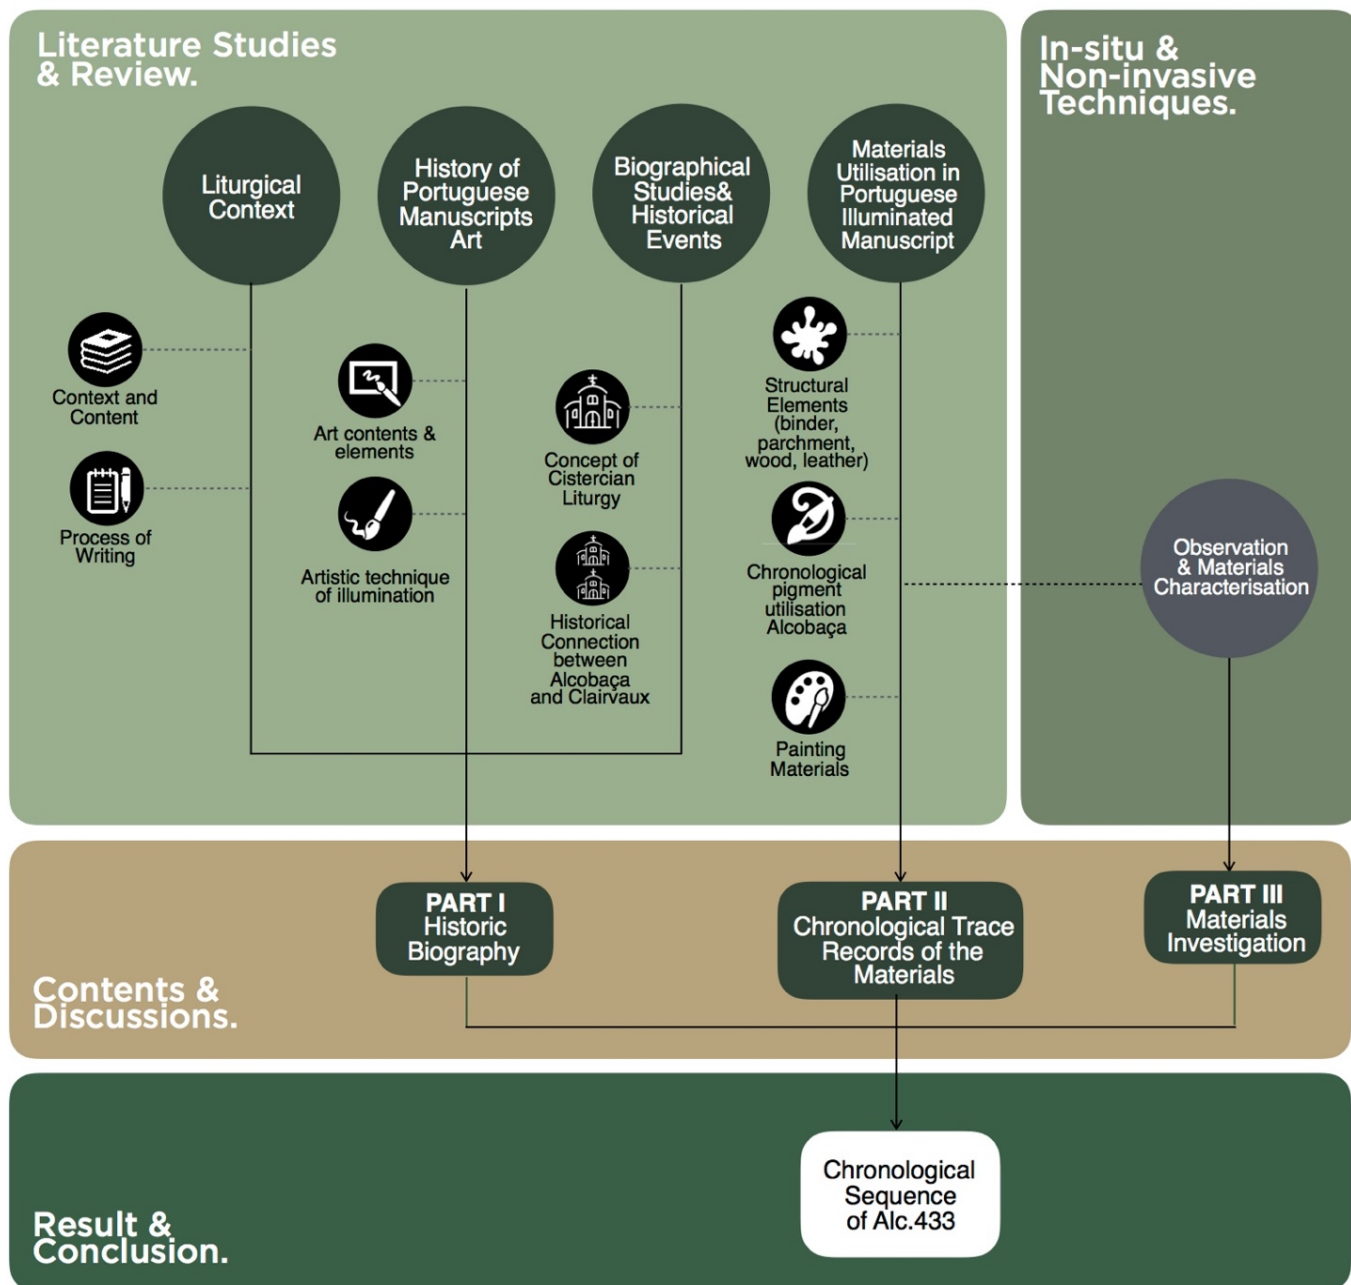 Literature Studies
& Review.
In-situ &
Non-invasive
Techniques.
Liturgical
Context
History of
Portuguese
Manuscripts
Art
Biographical
Studies&
Historical
Events
Materials
Utilisation in
Portuguese
Illuminated
Manuscript
Context and
Content
Process of
Writing
Art contents &
elements
Artistic technique
of illumination
Concept of
Cistercian
Liturgy
Historical
Connection
between
Alcobaça
and Clairvaux
Structural
Elements
(binder,
parchment,
wood, leather)
Chronological
pigment
utilisation
Alcobaça
Painting
Materials
Observation
& Materials
Characterisation
PART I
Historic
Biography
PART II
Chronological Trace
Records of the
Materials
PART III
Materials
Investigation
Contents &
Discussions.
Chronological
Sequence
of Alc.433
Result &
Conclusion.